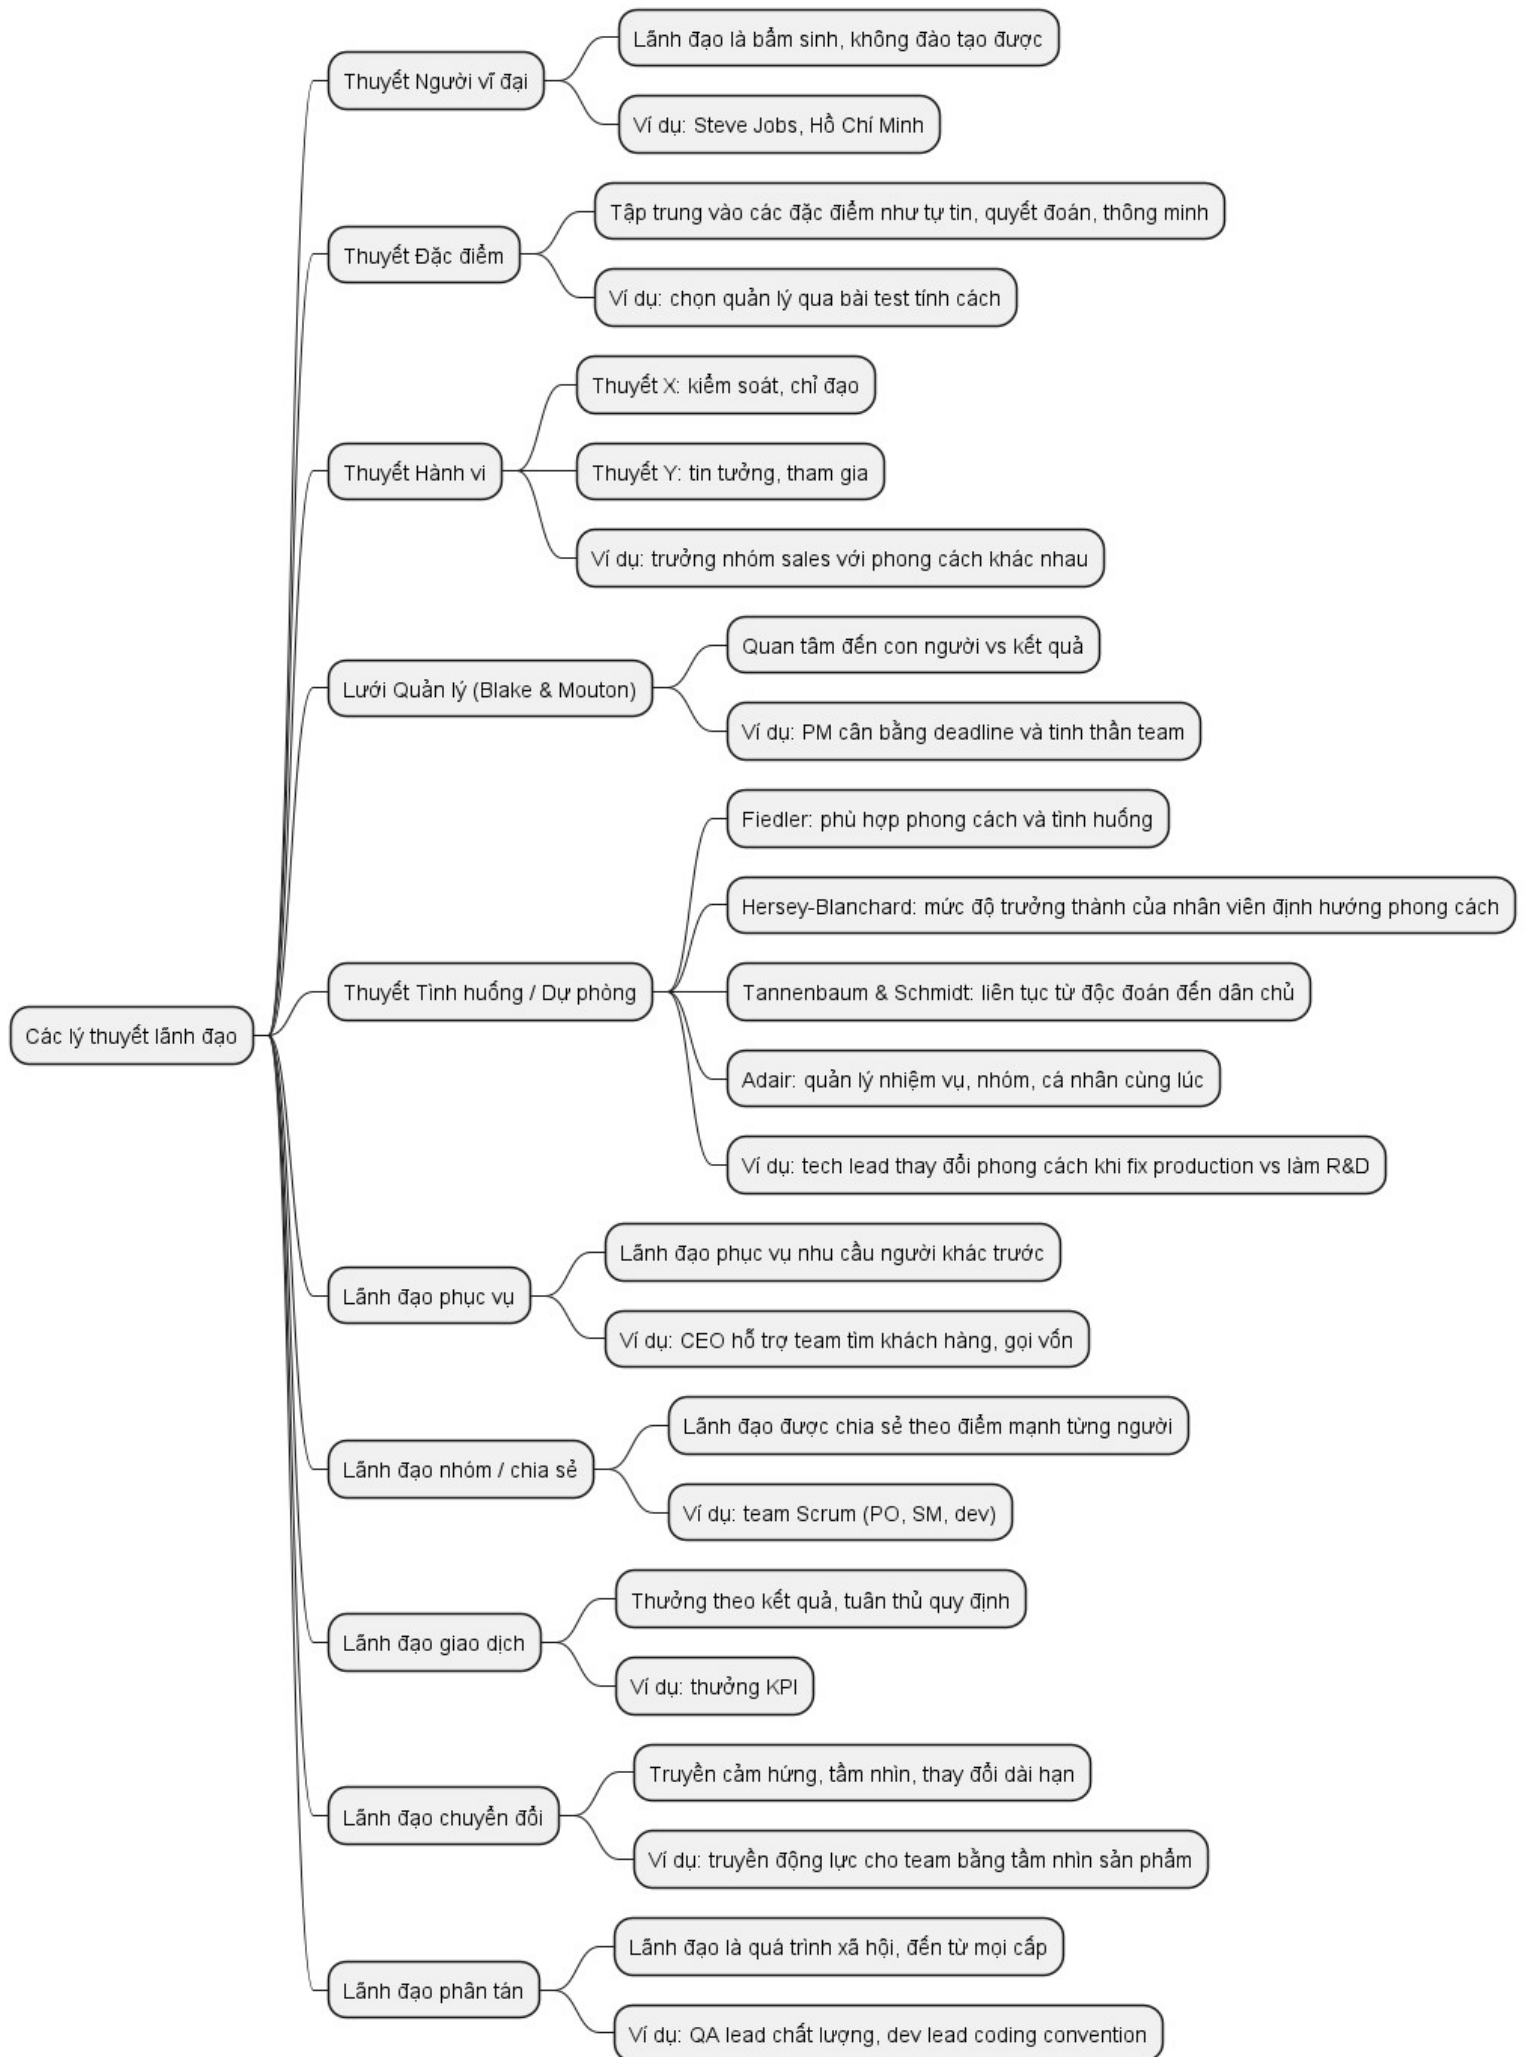 Lãnh đạo là bẩm sinh, không đào tạo được
Thuyết Người vĩ đại
Ví dụ: Steve Jobs, Hồ Chí Minh
Tập trung vào các đặc điểm như tự tin, quyết đoán, thông minh
Thuyết Đặc điểm
Ví dụ: chọn quản lý qua bài test tính cách
Thuyết X: kiểm soát, chỉ đạo
Thuyết Hành vi
Thuyết Y: tin tưởng, tham gia
Ví dụ: trưởng nhóm sales với phong cách khác nhau
Quan tâm đến con người vs kết quả
Lưới Quản lý (Blake & Mouton)
Ví dụ: PM cân bằng deadline và tinh thần team
Fiedler: phù hợp phong cách và tình huống
Hersey-Blanchard: mức độ trưởng thành của nhân viên định hướng phong cách
Thuyết Tình huống / Dự phòng
Tannenbaum & Schmidt: liên tục từ độc đoán đến dân chủ
Các lý thuyết lãnh đạo
Adair: quản lý nhiệm vụ, nhóm, cá nhân cùng lúc
Ví dụ: tech lead thay đổi phong cách khi fix production vs làm R&D
Lãnh đạo phục vụ nhu cầu người khác trước
Lãnh đạo phục vụ
Ví dụ: CEO hỗ trợ team tìm khách hàng, gọi vốn
Lãnh đạo được chia sẻ theo điểm mạnh từng người
Lãnh đạo nhóm / chia sẻ
Ví dụ: team Scrum (PO, SM, dev)
Thưởng theo kết quả, tuân thủ quy định
Lãnh đạo giao dịch
Ví dụ: thưởng KPI
Truyền cảm hứng, tầm nhìn, thay đổi dài hạn
Lãnh đạo chuyển đổi
Ví dụ: truyền động lực cho team bằng tầm nhìn sản phẩm
Lãnh đạo là quá trình xã hội, đến từ mọi cấp
Lãnh đạo phân tán
Ví dụ: QA lead chất lượng, dev lead coding convention